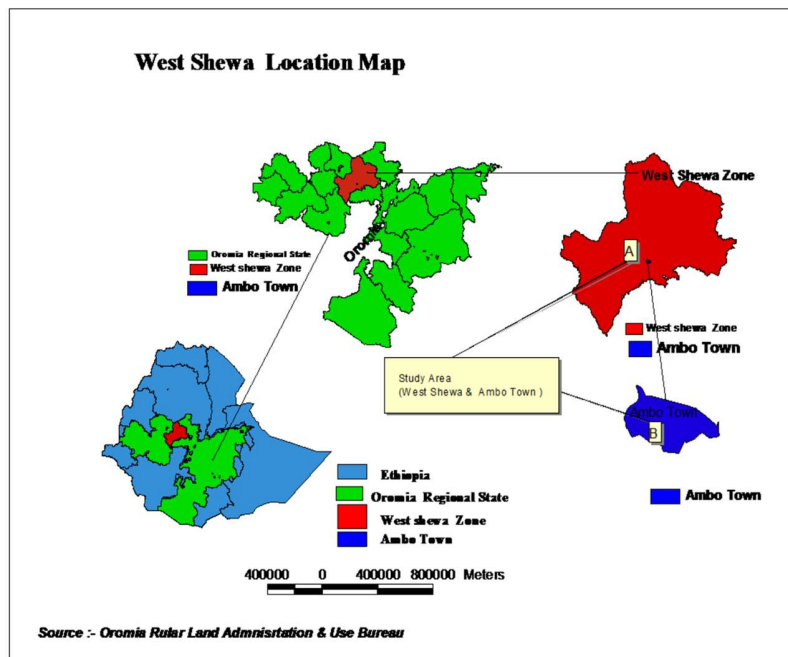 West Shewa Location Map
West Shewa Zone
Oromia
A
Oromia Regional State
West shewa Zone
Ambo Town
West shewa Zone
Ambo Town
Study Area
(West Shewa & Ambo Town )
Ambo Town
B
Ambo Town
Ethiopia
Oromia Regional State
West shewa Zone
Ambo Town
400000 0 400000 800000 Meters
Source :- Oromia Rular Land Admnisrtation & Use Bureau